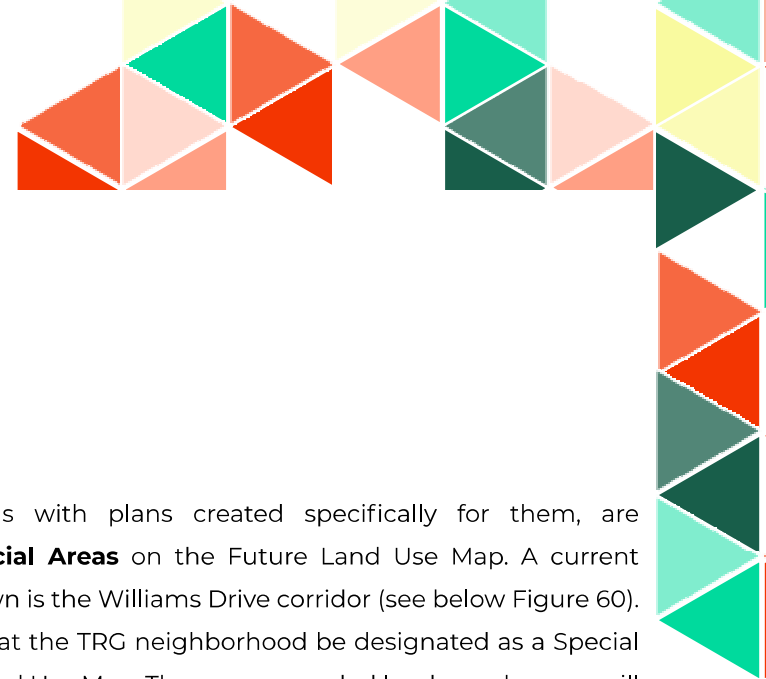 with plans created specifically for them, are
Areas on the Future Land Use Map. A current
is the Williams Drive corridor (see below Figure 60).
at the TRG neighborhood be designated as a Special